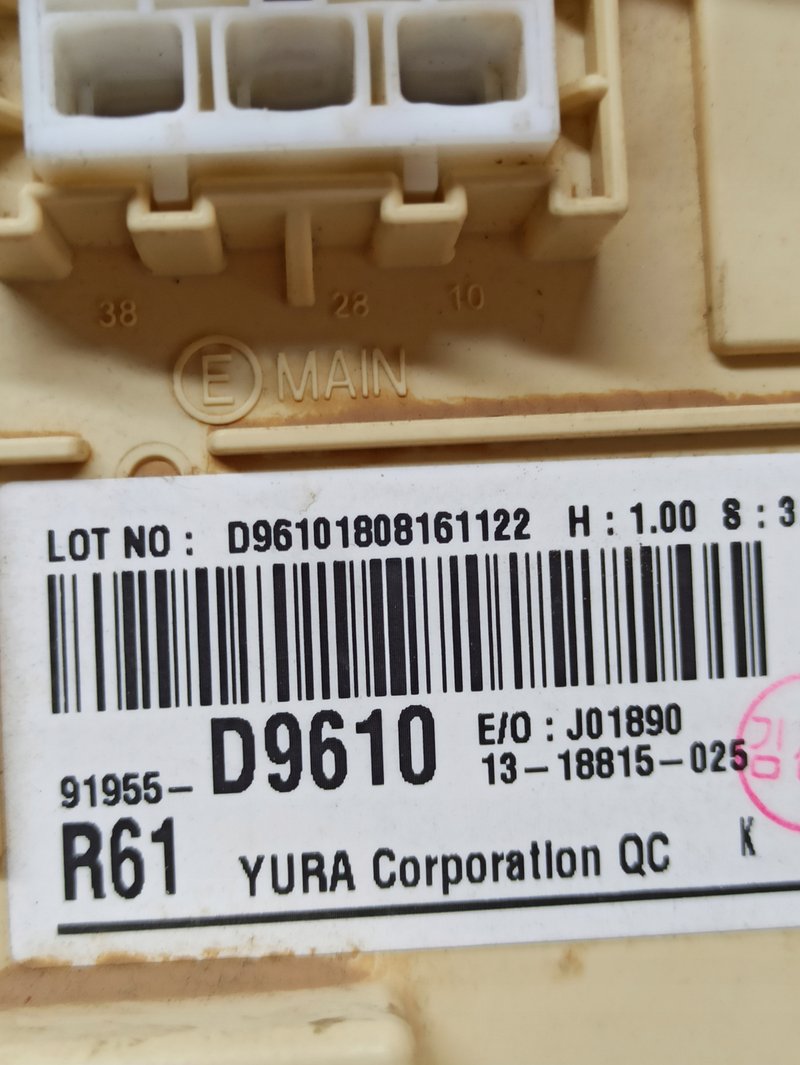 38 28 10
E MAIN
LOT NO : D96101808161122 H : 1.00 S : 3
91955-D9610 E/O : J01890
13-18815-025
R61 YURA Corporation QC K
김